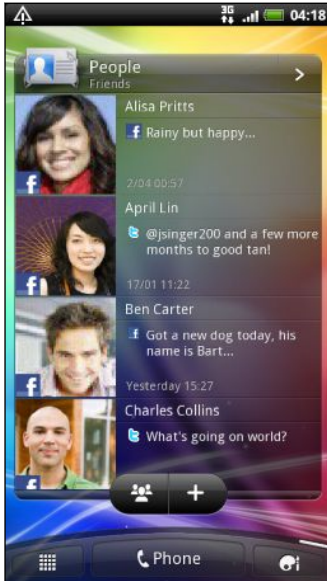 3G 04:18
People
Friends
Alisa Pritts
f Rainy but happy...
f
2/04 00:57
April Lin
t @jsinger200 and a few more
months to good tan!
f
17/01 11:22
Ben Carter
f Got a new dog today, his
name is Bart...
f
Yesterday 15:27
Charles Collins
t What's going on world?
f
Phone